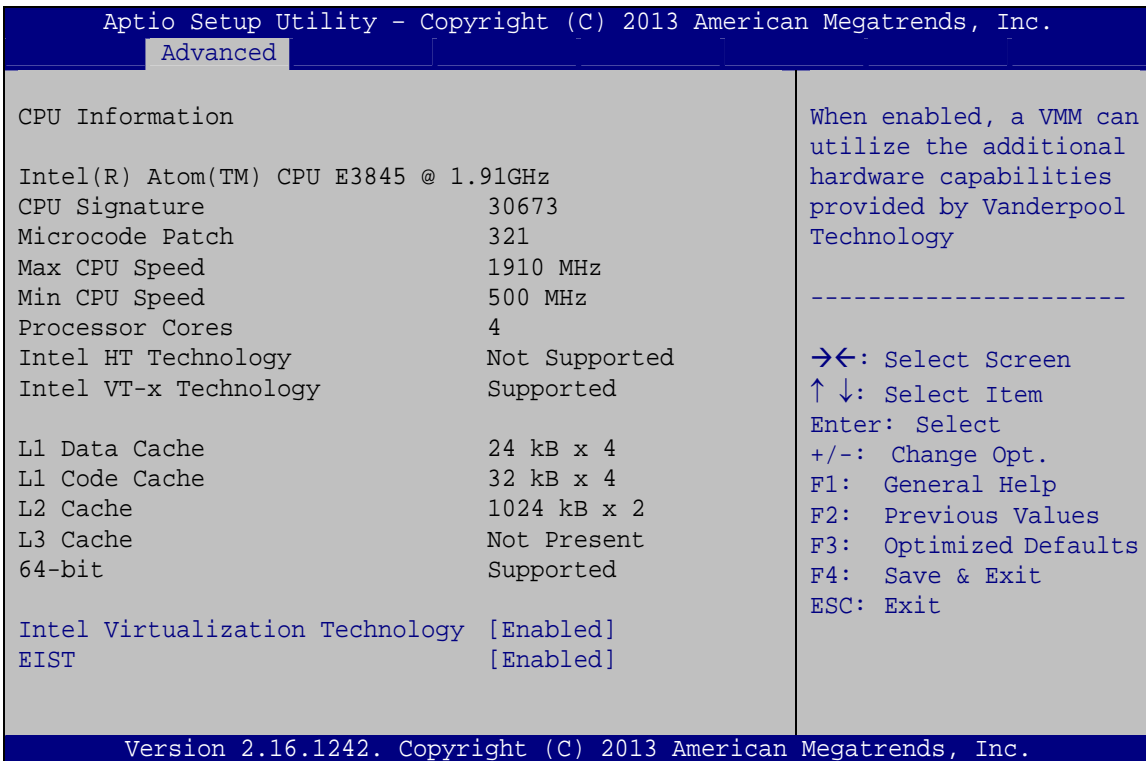 Aptio Setup Utility – Copyright (C) 2013 American Megatrends, Inc.
Advanced
CPU Information
Intel(R) Atom(TM) CPU E3845 @ 1.91GHz
CPU Signature 30673
Microcode Patch 321
Max CPU Speed 1910 MHz
Min CPU Speed 500 MHz
Processor Cores 4
Intel HT Technology Not Supported
Intel VT-x Technology Supported
L1 Data Cache 24 kB x 4
L1 Code Cache 32 kB x 4
L2 Cache 1024 kB x 2
L3 Cache Not Present
64-bit Supported
Intel Virtualization Technology [Enabled]
EIST [Enabled]
When enabled, a VMM can
utilize the additional
hardware capabilities
provided by Vanderpool
Technology
----------------------
→←: Select Screen
↑ ↓: Select Item
Enter: Select
+/-: Change Opt.
F1: General Help
F2: Previous Values
F3: Optimized Defaults
F4: Save & Exit
ESC: Exit
Version 2.16.1242. Copyright (C) 2013 American Megatrends, Inc.